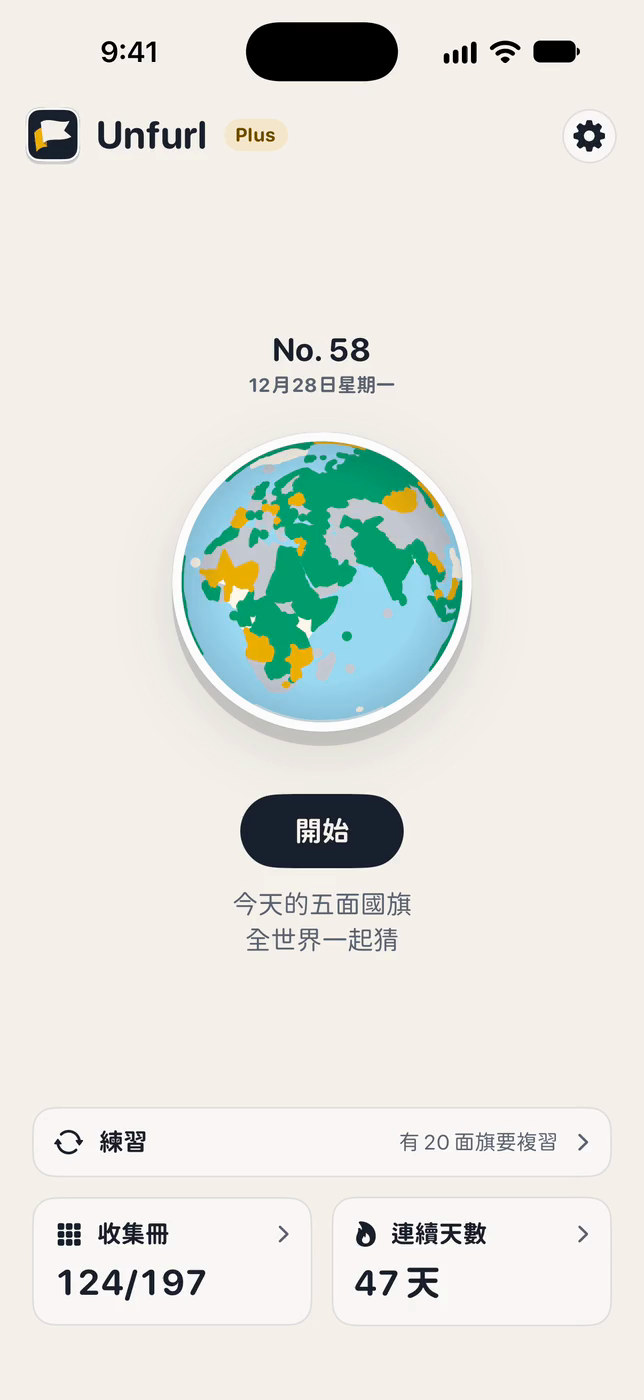 9:41
Unfurl Plus
No. 58
12月28日星期一
開始
今天的五面國旗
全世界一起猜
練習 有 20 面旗要複習
收集冊
124/197
連續天數
47 天